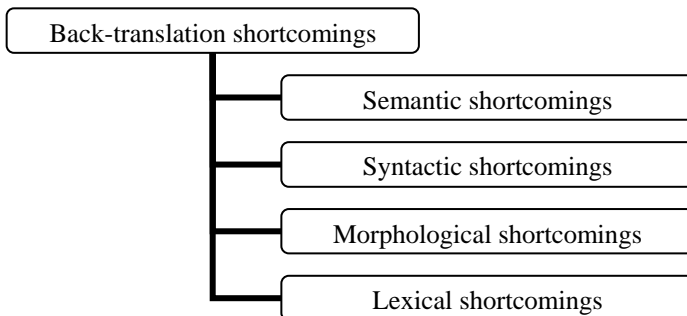 Back-translation shortcomings
Semantic shortcomings
Syntactic shortcomings
Morphological shortcomings
Lexical shortcomings